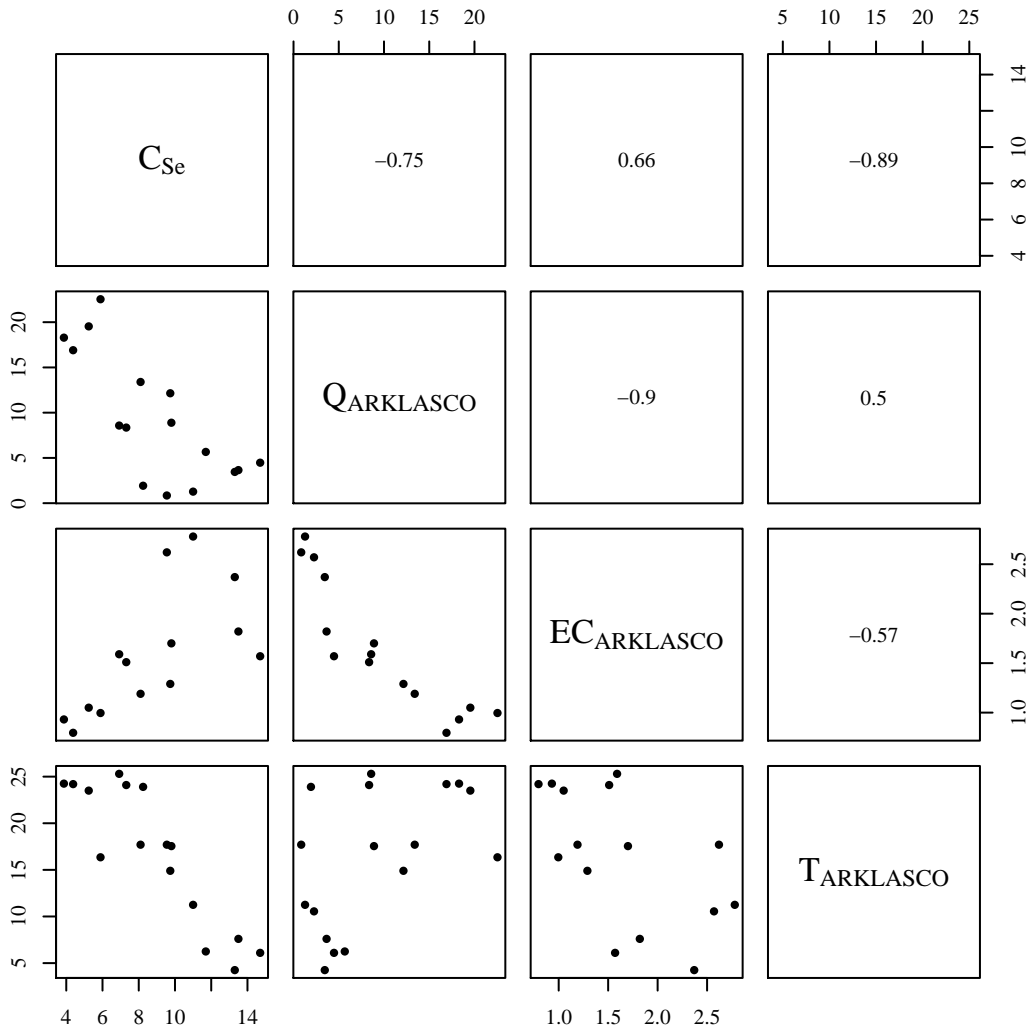 0 5 10 15 20 5 10 15 20 25
C_Se −0.75 0.66 −0.89
4 6 8 10 14
0 5 10 15 20
Q_ARKLASCO −0.9 0.5
EC_ARKLASCO −0.57
1.0 1.5 2.0 2.5
5 10 15 20 25
T_ARKLASCO
4 6 8 10 14 1.0 1.5 2.0 2.5